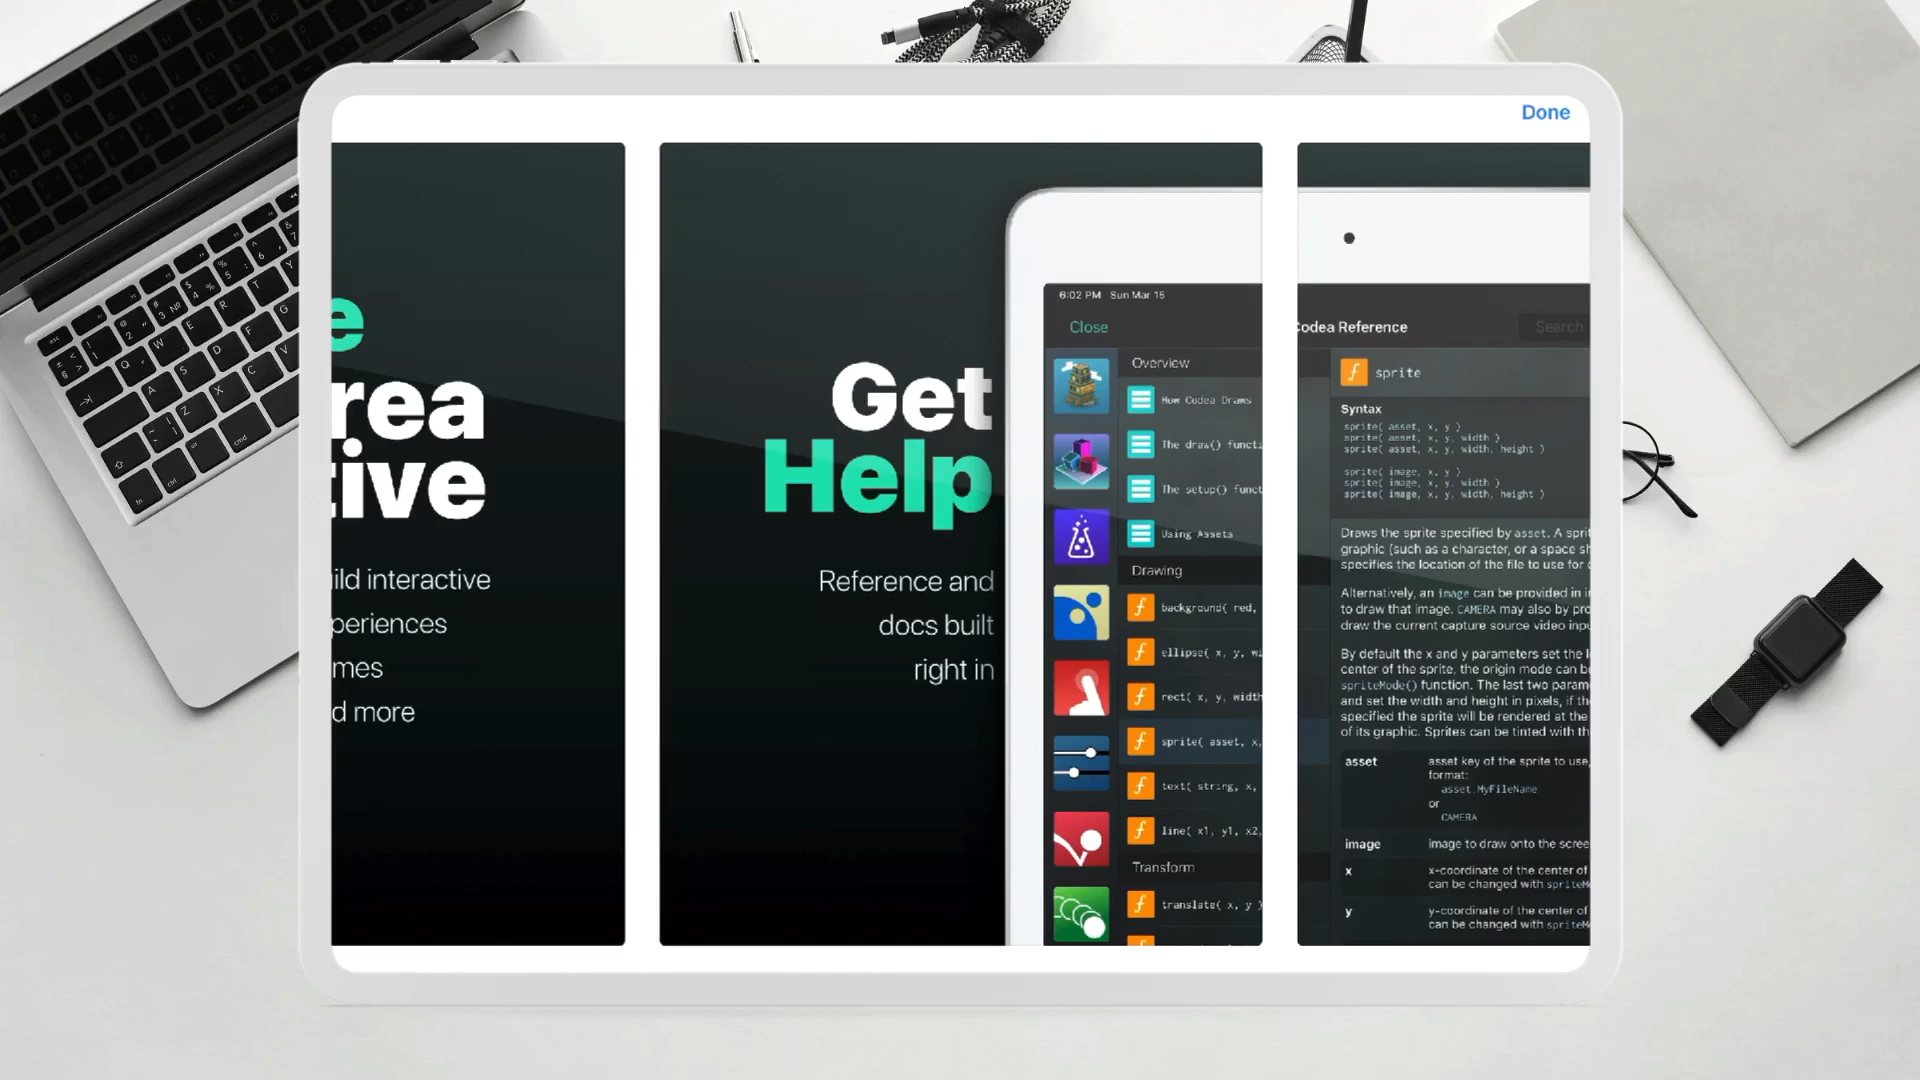 Done
e
rea
tive
ild interactive
periences
mes
d more
Get
Help
Reference and
docs built
right in
6:02 PM Sun Mar 15
Close
Overview
How Codea Draws
The draw() functi
The setup() funct
Using Assets
Drawing
background( red,
ellipse( x, y, wi
rect( x, y, width
sprite( asset, x,
text( string, x,
line( x1, y1, x2,
Transform
translate( x, y )
Codea Reference
Search
sprite
Syntax
sprite( asset, x, y )
sprite( asset, x, y, width )
sprite( asset, x, y, width, height )
sprite( image, x, y )
sprite( image, x, y, width )
sprite( image, x, y, width, height )
Draws the sprite specified by asset. A sprit
graphic (such as a character, or a space sh
specifies the location of the file to use for
Alternatively, an image can be provided in
to draw that image. CAMERA may also by pro
draw the current capture source video inpu
By default the x and y parameters set the
center of the sprite, the origin mode can be
spriteMode() function. The last two param
and set the width and height in pixels, if the
specified the sprite will be rendered at the
of its graphic. Sprites can be tinted with th
asset
asset key of the sprite to use,
format:
asset.MyFileName
or
CAMERA
image
image to draw onto the scree
x
x-coordinate of the center of
can be changed with spriteM
y
y-coordinate of the center of
can be changed with spriteM